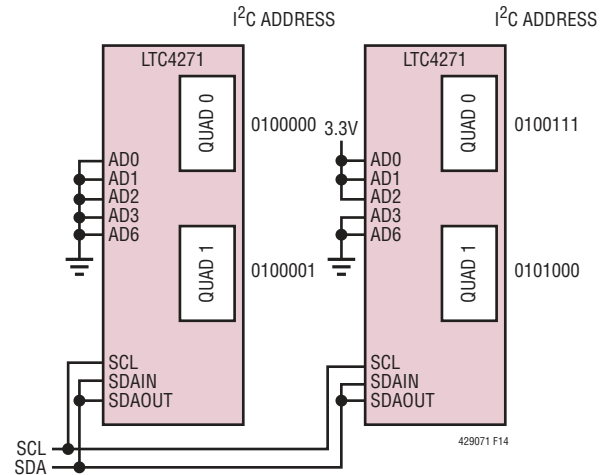 I²C ADDRESS
I²C ADDRESS
LTC4271
QUAD 0
0100000
AD0
AD1
AD2
AD3
AD6
QUAD 1
0100001
SCL
SDAIN
SDAOUT
LTC4271
QUAD 0
0100111
3.3V
AD0
AD1
AD2
AD3
AD6
QUAD 1
0101000
SCL
SDAIN
SDAOUT
SCL
SDA
429071 F14